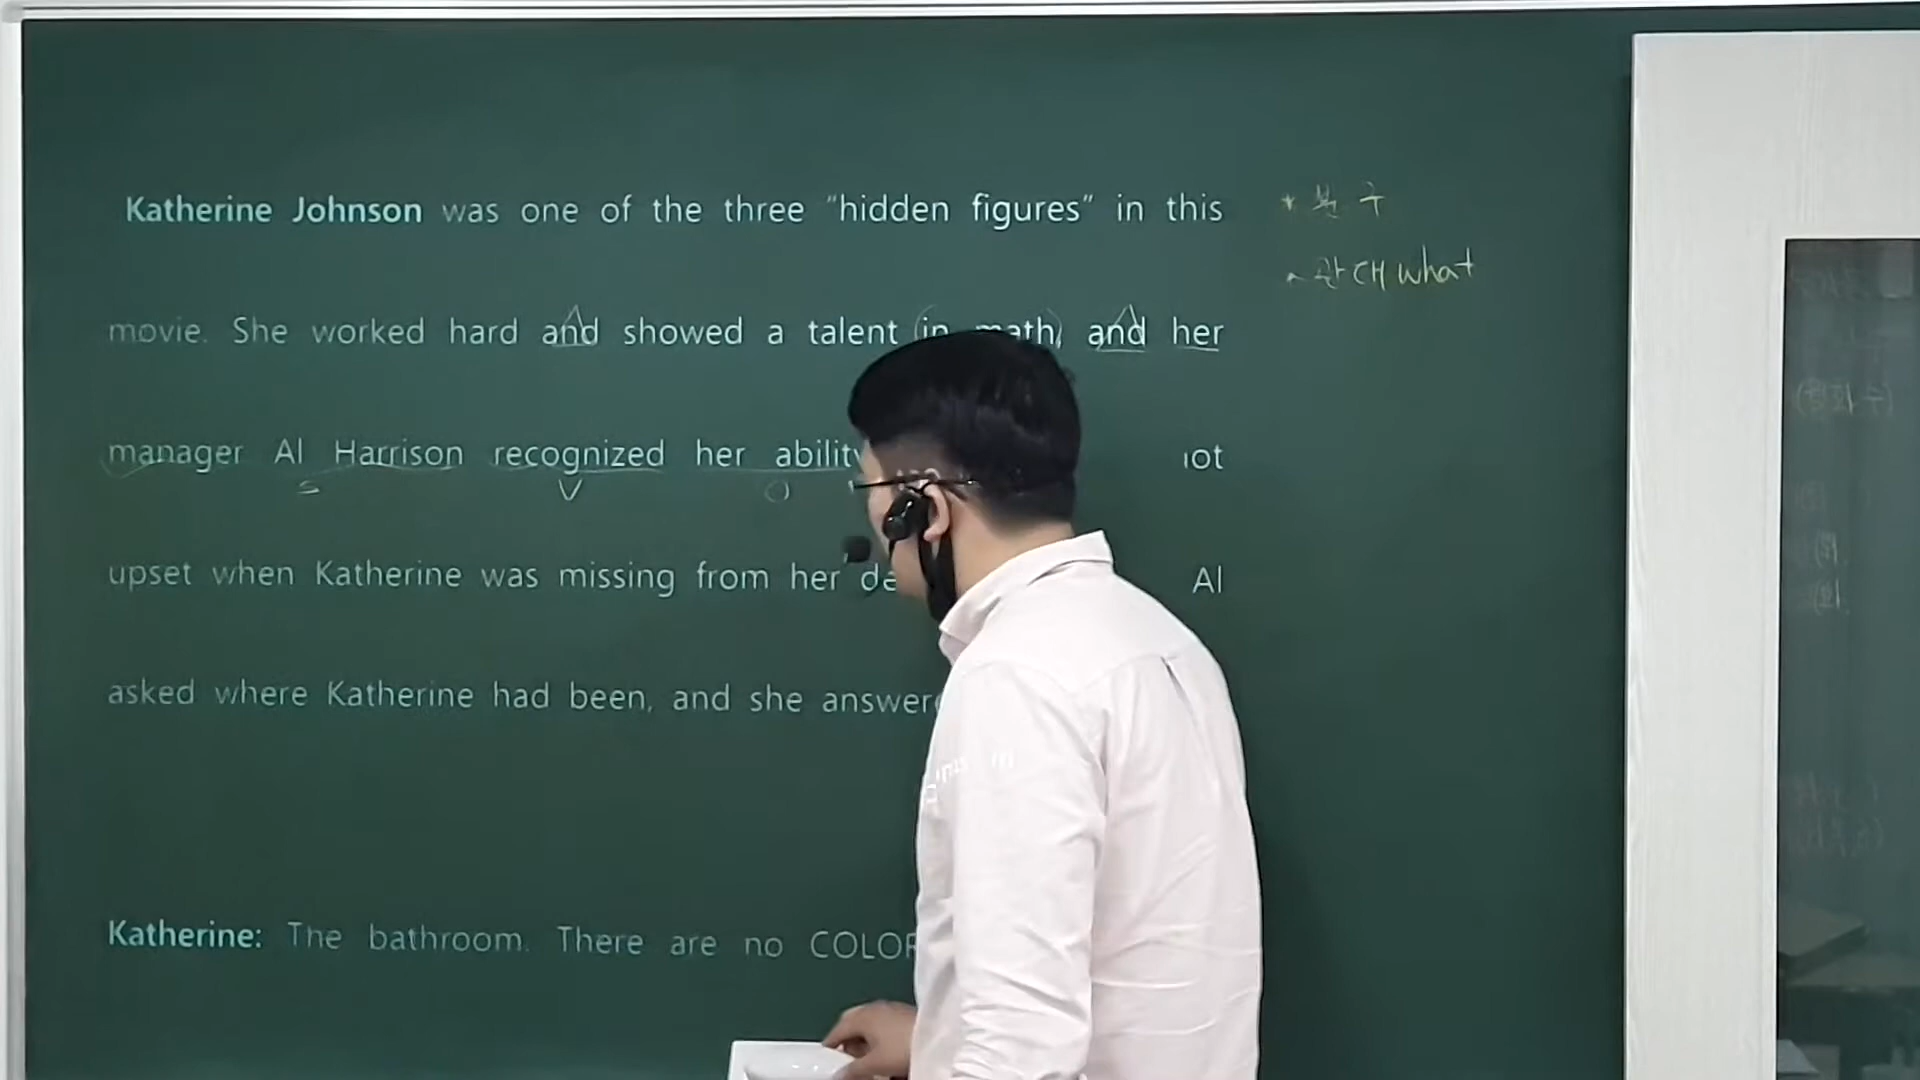 Katherine Johnson was one of the three “hidden figures” in this
movie. She worked hard and showed a talent (in math) and her
manager Al Harrison recognized her ability
S V O
upset when Katherine was missing from her
Al
asked where Katherine had been, and she
Katherine: The bathroom. There are no
* 분구
관대 what